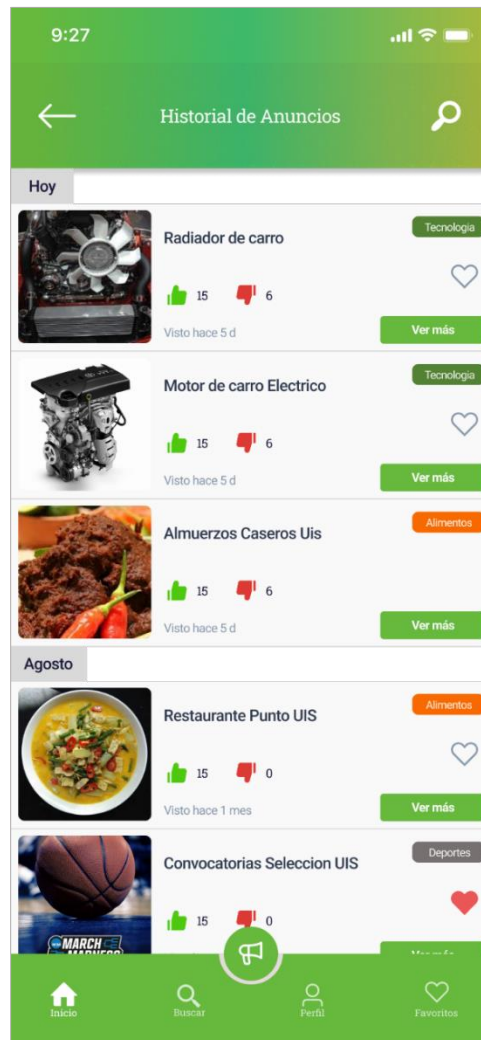 9:27
Historial de Anuncios
Hoy
Radiador de carro
Tecnologia
15 6
Visto hace 5 d
Ver más
Motor de carro Electrico
Tecnologia
15 6
Visto hace 5 d
Ver más
Almuerzos Caseros Uis
Alimentos
15 6
Visto hace 5 d
Ver más
Agosto
Restaurante Punto UIS
Alimentos
15 0
Visto hace 1 mes
Ver más
Convocatorias Seleccion UIS
Deportes
15 0
MARCH
MADNESS
Inicio Buscar Perfil Favoritos